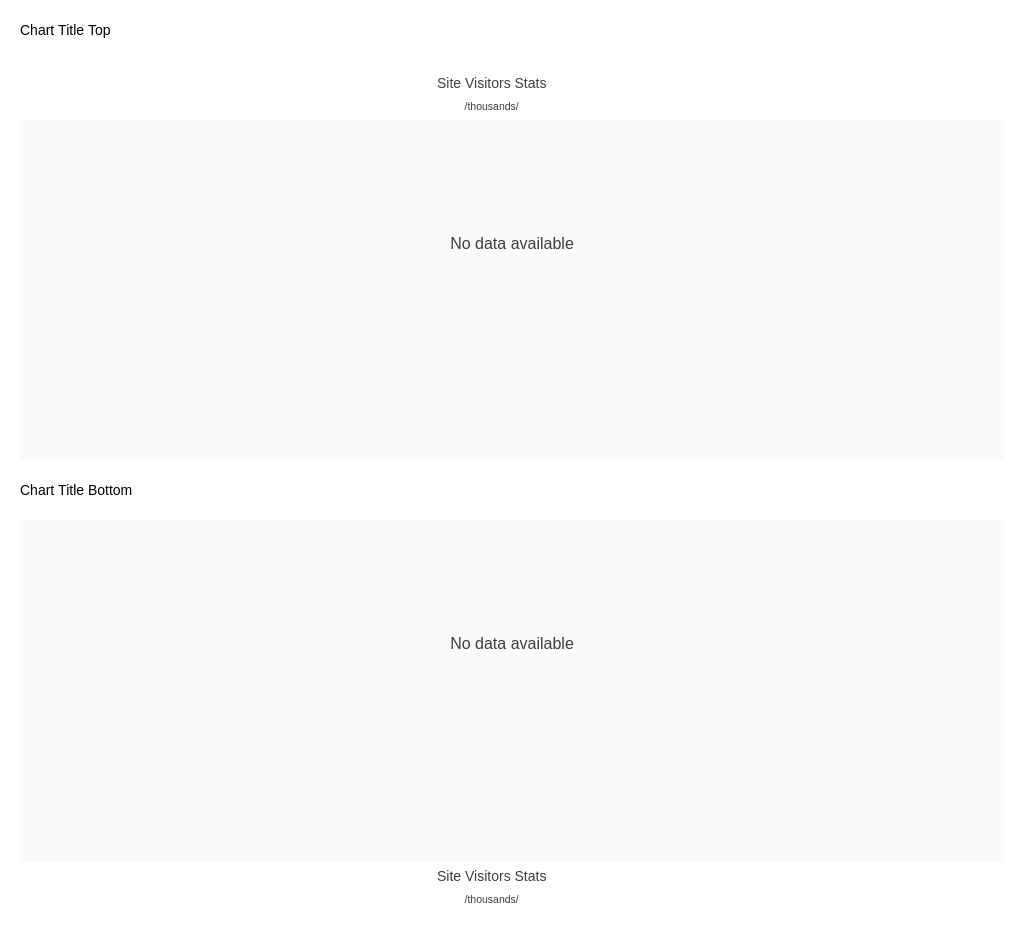 Chart Title Top
Site Visitors Stats
/thousands/
No data available
Chart Title Bottom
No data available
Site Visitors Stats
/thousands/